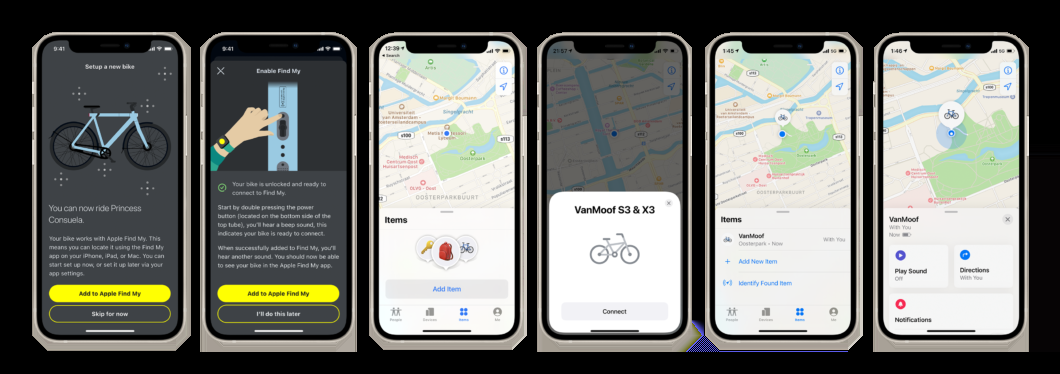 9:41
Setup a new bike
You can now ride Princess
Consuela.
Your bike works with Apple Find My. This
means you can locate it using the Find
My app on your iPhone, iPad, or Mac. You
can start set up now, or set it up later via your
app settings.
Add to Apple Find My
Skip for now
9:41
Enable Find My
Your bike is unlocked and ready to
connect to Find My.
Start by double pressing the power
button (located on the bottom side of the
top tube), you'll hear a beep sound, this
indicates your bike is ready to connect.
When successfully added to Find My, you'll
hear another sound. You should now be able
to see your bike in the Apple Find My app.
Add to Apple Find My
I'll do this later
12:39
Search
Singelgracht
s100
s112
Oosterpark
OLVG - Oost
OOSTERPARKBUURT
Items
Add Item
People
Devices
Items
Me
21:57
VanMoof S3 & X3
Connect
1:45
5G
Items
VanMoof
Oosterpark • Now
With You
Add New Item
Identify Found Item
People
Devices
Items
Me
1:46
5G
VanMoof
With You
Now
Play Sound
Off
Directions
With You
Notifications